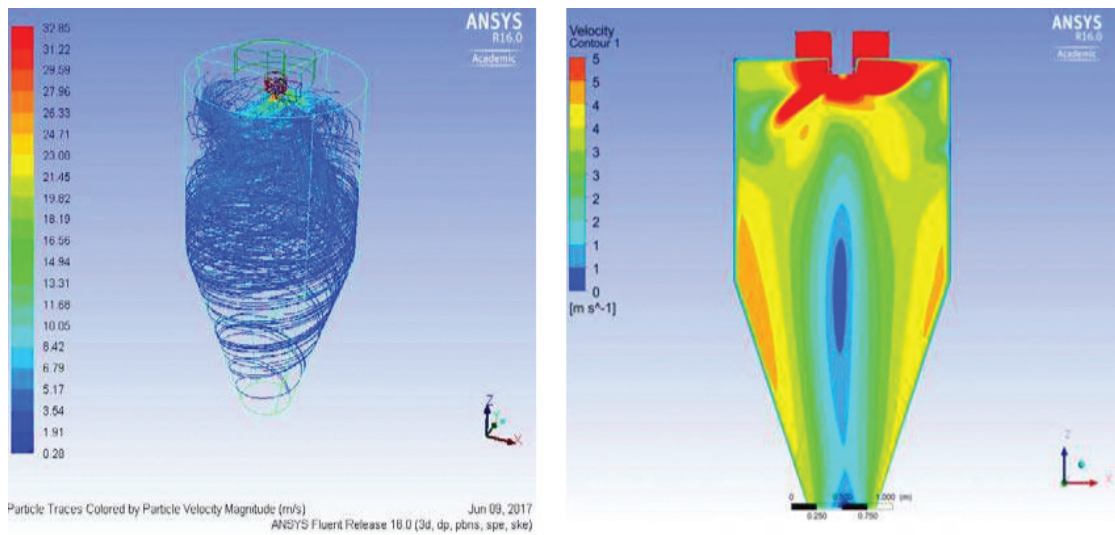 ANSYS
R16.0
Academic
32.85
31.22
29.59
27.96
26.33
24.71
23.08
21.45
19.82
18.19
16.56
14.94
13.31
11.68
10.05
8.42
6.79
5.17
3.54
1.91
0.28
Z
Y
X
Particle Traces Colored by Particle Velocity Magnitude (m/s)
Jun 09, 2017
ANSYS Fluent Release 16.0 (3d, dp, pbns, spe, ske)
ANSYS
R16.0
Academic
Velocity
Contour 1
5
5
4
4
3
3
2
2
1
1
0
[m s^-1]
Z
X
0 0.500 1.000 (m)
0.250 0.750